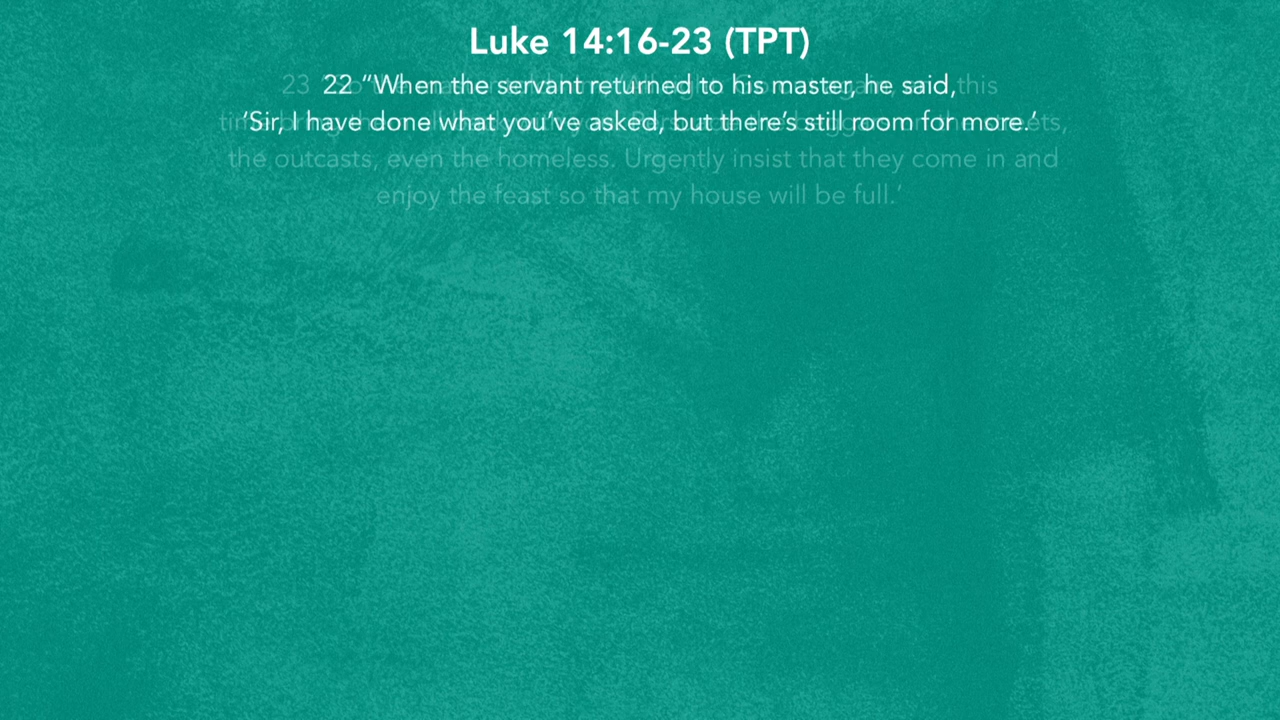 Luke 14:16-23 (TPT)
22 “When the servant returned to his master, he said,
‘Sir, I have done what you’ve asked, but there’s still room for more.’
23 this
the outcasts, even the homeless. Urgently insist that they come in and
enjoy the feast so that my house will be full.’